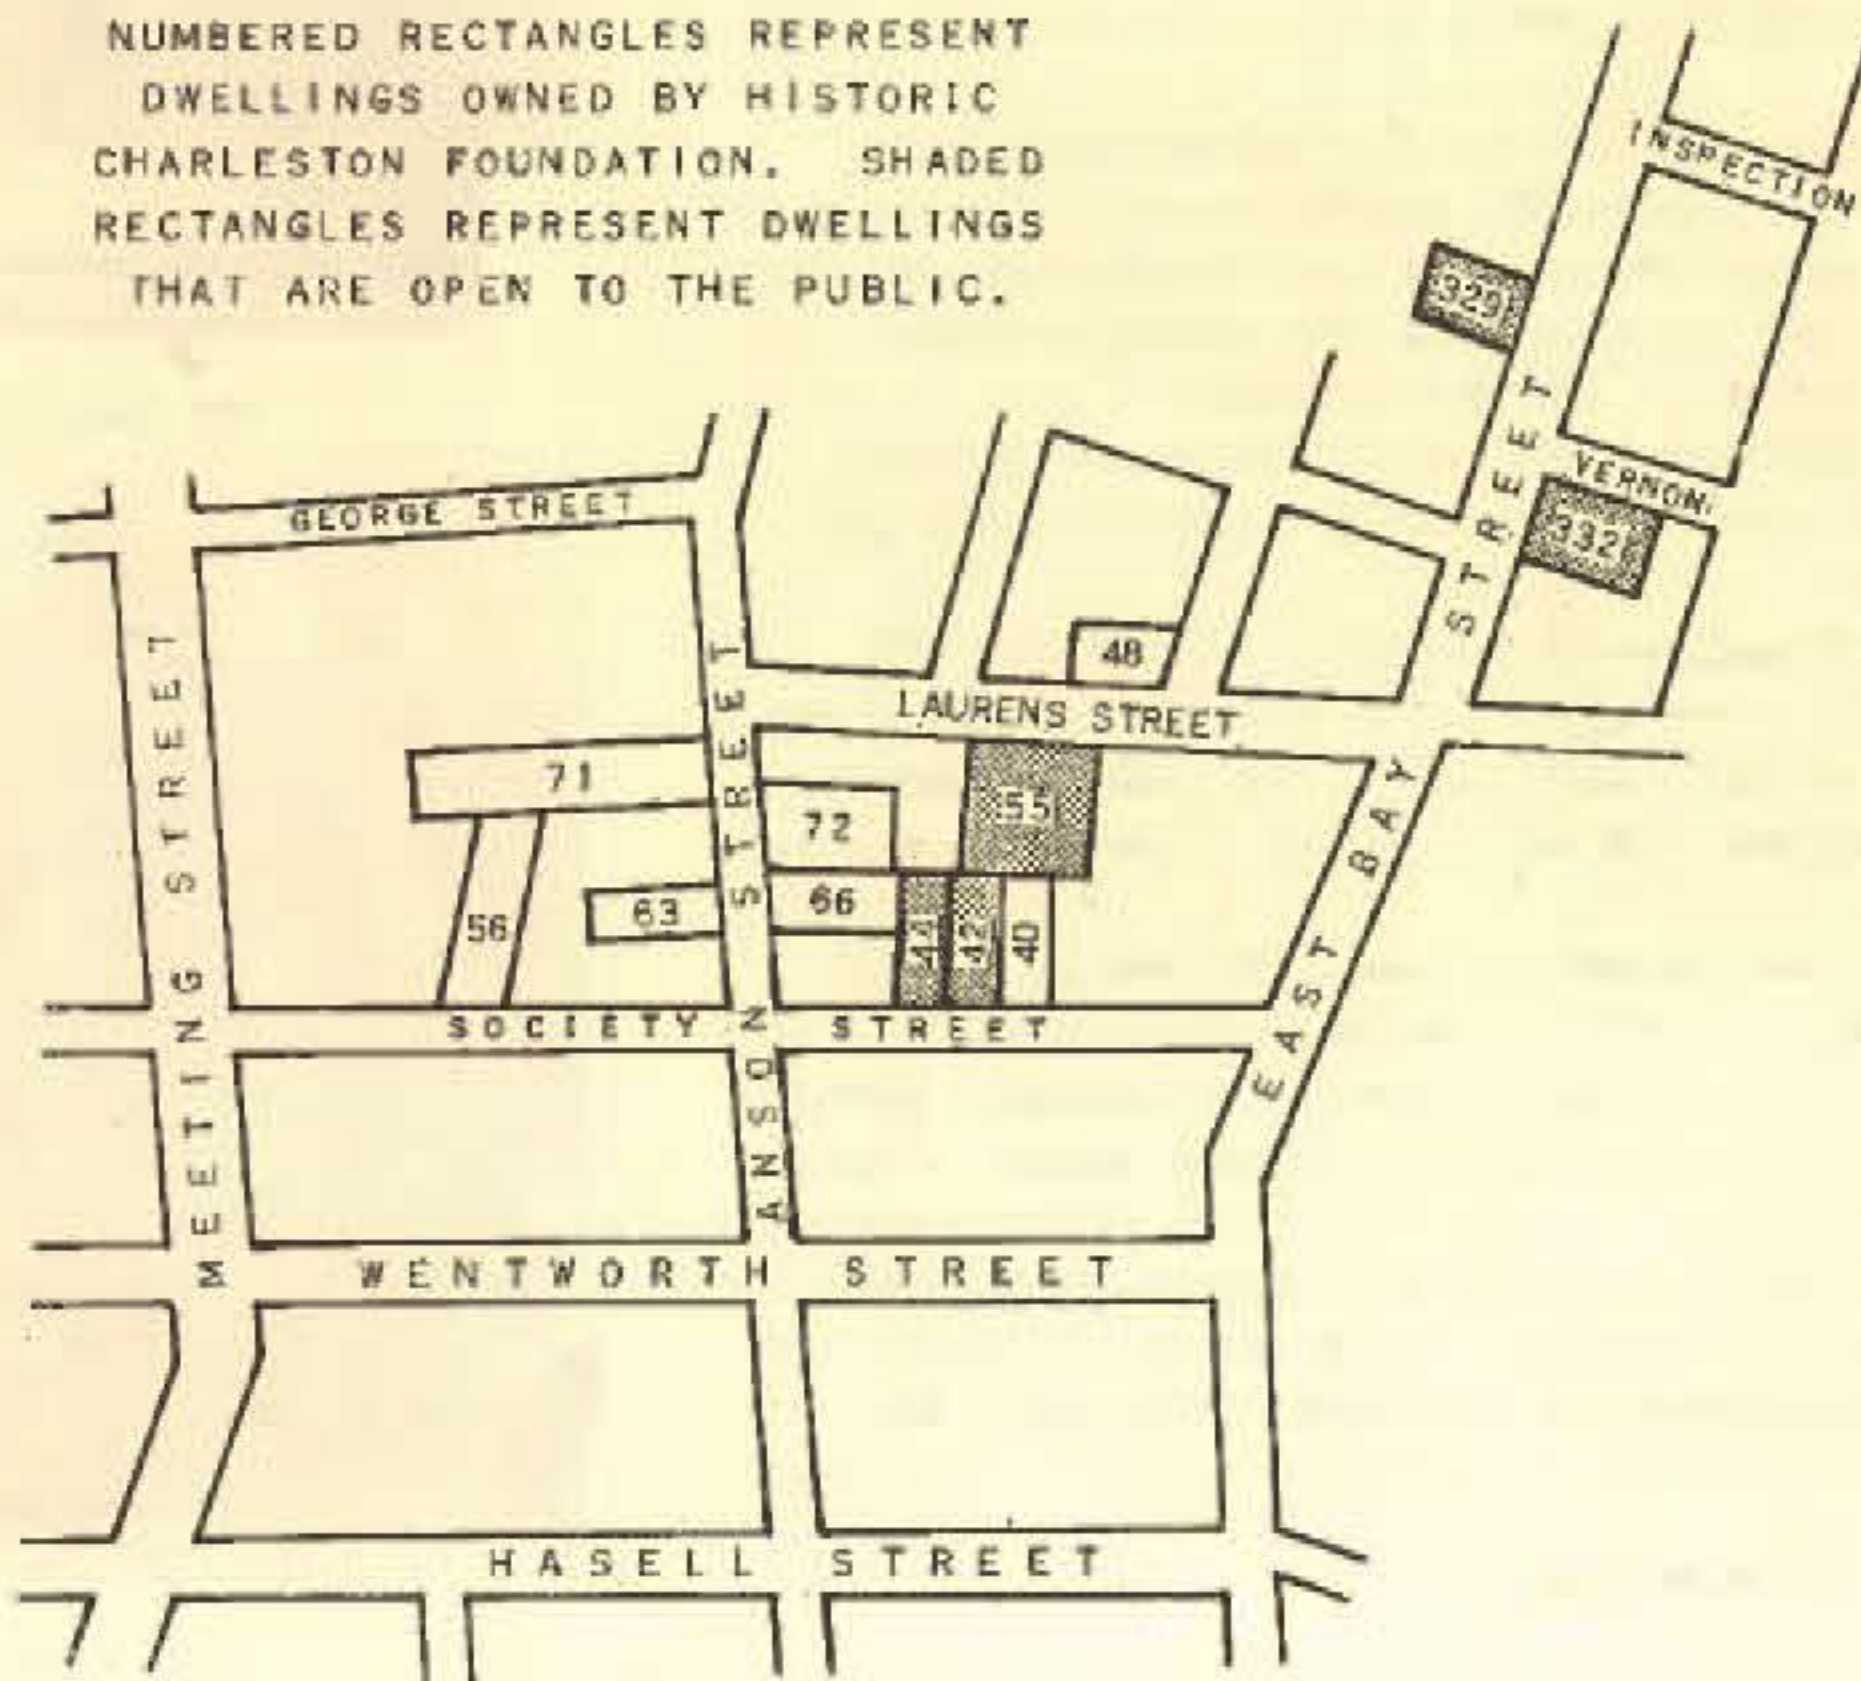 NUMBERED RECTANGLES REPRESENT
DWELLINGS OWNED BY HISTORIC
CHARLESTON FOUNDATION. SHADED
RECTANGLES REPRESENT DWELLINGS
THAT ARE OPEN TO THE PUBLIC.
INSPECTION
329
VERNON
332
GEORGE STREET
48
LAURENS STREET
71
72
55
56
63
66
44
42
40
SOCIETY STREET
MEETING STREET
ANSON STREET
EAST BAY STREET
WENTWORTH STREET
HASELL STREET